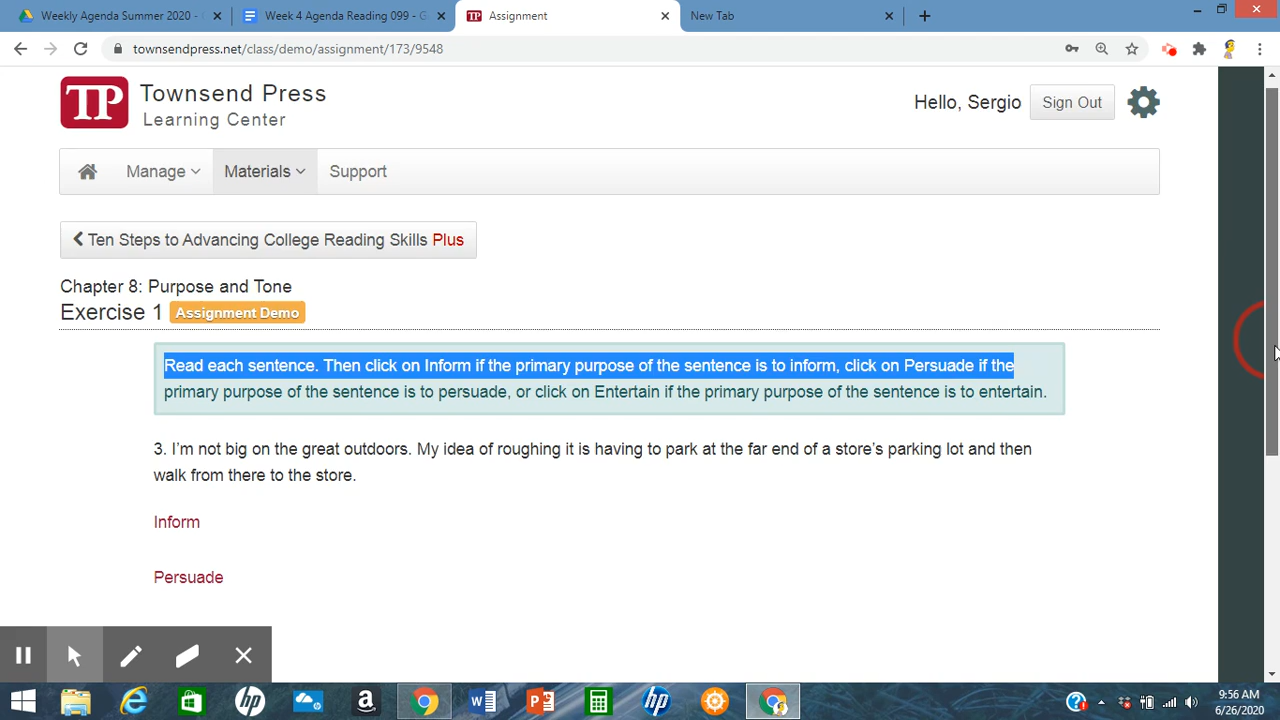 Weekly Agenda Summer 2020 -
Week 4 Agenda Reading 099 - G
Assignment
New Tab
townsendpress.net/class/demo/assignment/173/9548
TP
Townsend Press
Learning Center
Hello, Sergio
Sign Out
Manage
Materials
Support
Ten Steps to Advancing College Reading Skills Plus
Chapter 8: Purpose and Tone
Exercise 1 Assignment Demo
Read each sentence. Then click on Inform if the primary purpose of the sentence is to inform, click on Persuade if the
primary purpose of the sentence is to persuade, or click on Entertain if the primary purpose of the sentence is to entertain.
3. I'm not big on the great outdoors. My idea of roughing it is having to park at the far end of a store's parking lot and then
walk from there to the store.
Inform
Persuade
9:56 AM
6/26/2020